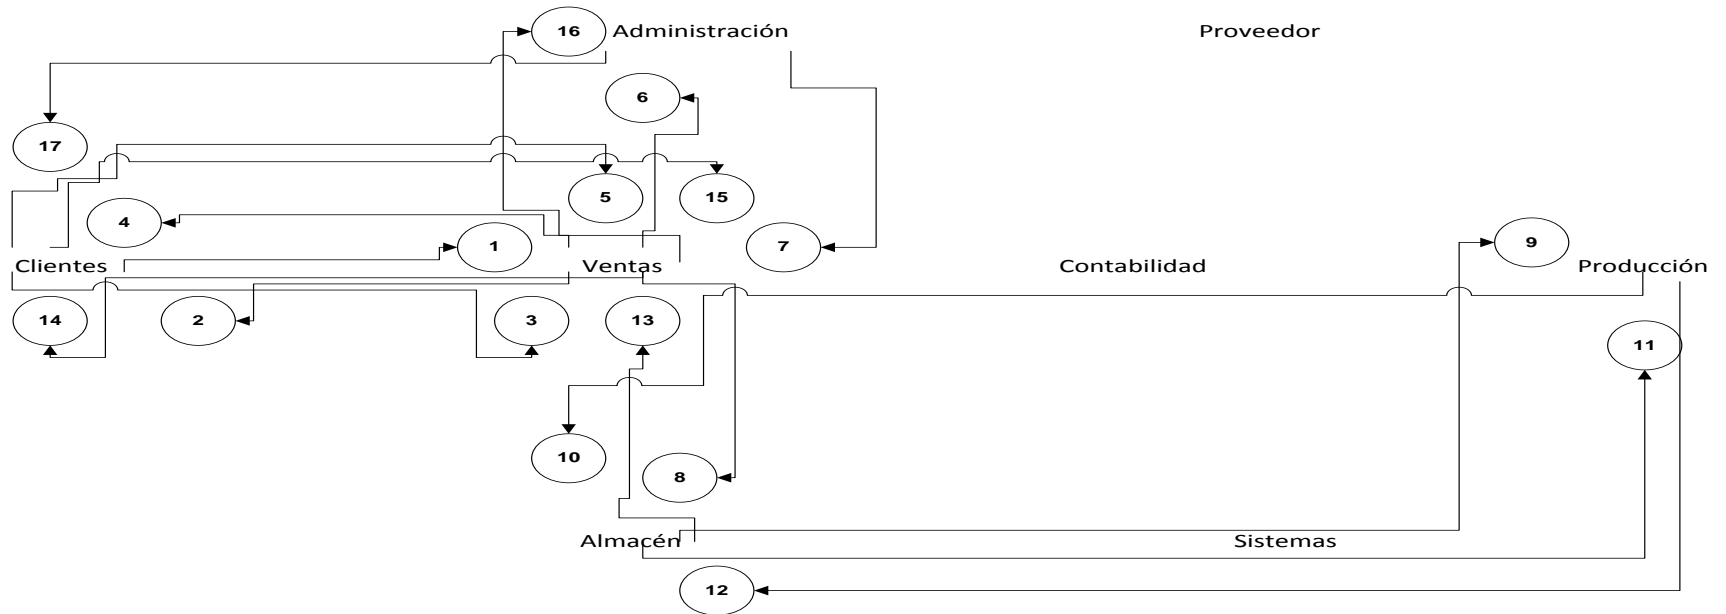 16 Administración Proveedor
6
17
5 15
4
1 7 9
Clientes Ventas Contabilidad Producción
14 2 3 13
11
10
8
Almacén Sistemas
12